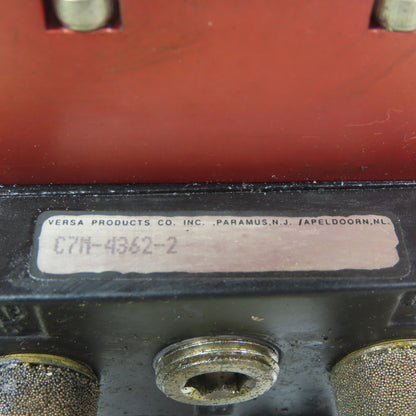 VERSA PRODUCTS CO. INC. ,PARAMUS,N.J. /APELDOORN,NL.
C7M-4362-2